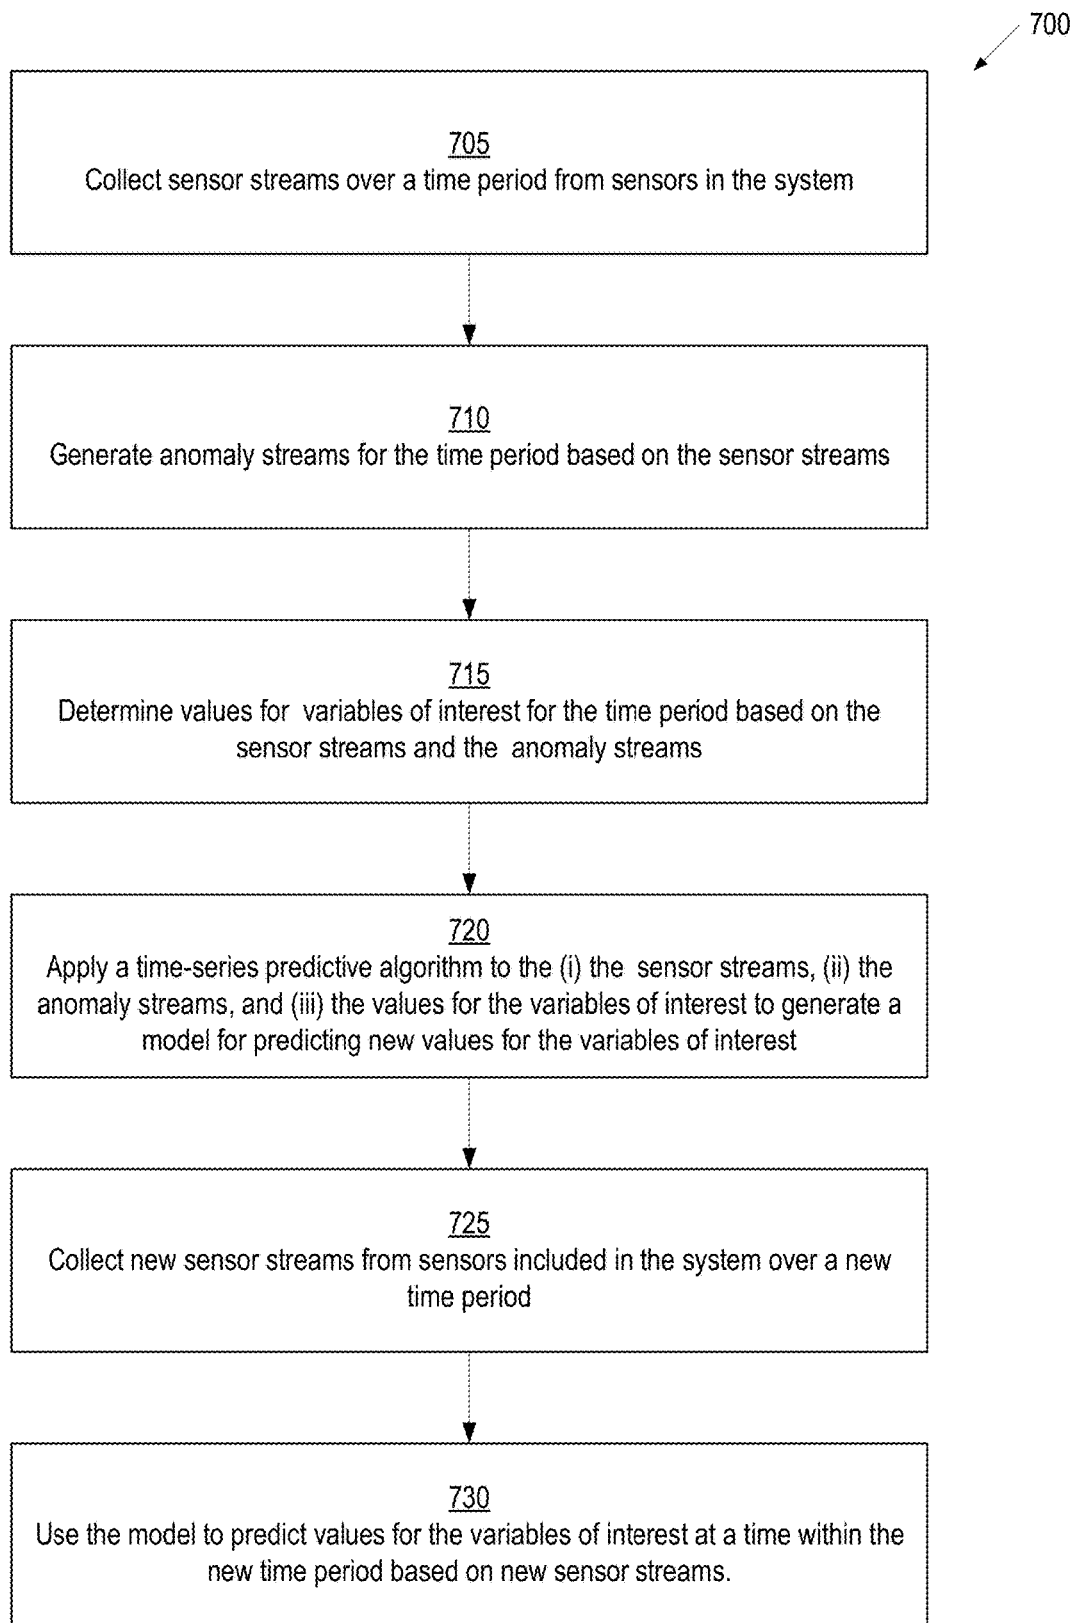 700
705
Collect sensor streams over a time period from sensors in the system
710
Generate anomaly streams for the time period based on the sensor streams
715
Determine values for variables of interest for the time period based on the
sensor streams and the anomaly streams
720
Apply a time-series predictive algorithm to the (i) the sensor streams, (ii) the
anomaly streams, and (iii) the values for the variables of interest to generate a
model for predicting new values for the variables of interest
725
Collect new sensor streams from sensors included in the system over a new
time period
730
Use the model to predict values for the variables of interest at a time within the
new time period based on new sensor streams.